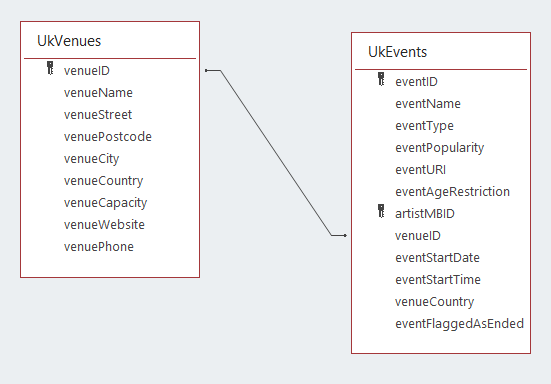 UkVenues
venueID
venueName
venueStreet
venuePostcode
venueCity
venueCountry
venueCapacity
venueWebsite
venuePhone
UkEvents
eventID
eventName
eventType
eventPopularity
eventURI
eventAgeRestriction
artistMBID
venueID
eventStartDate
eventStartTime
venueCountry
eventFlaggedAsEnded